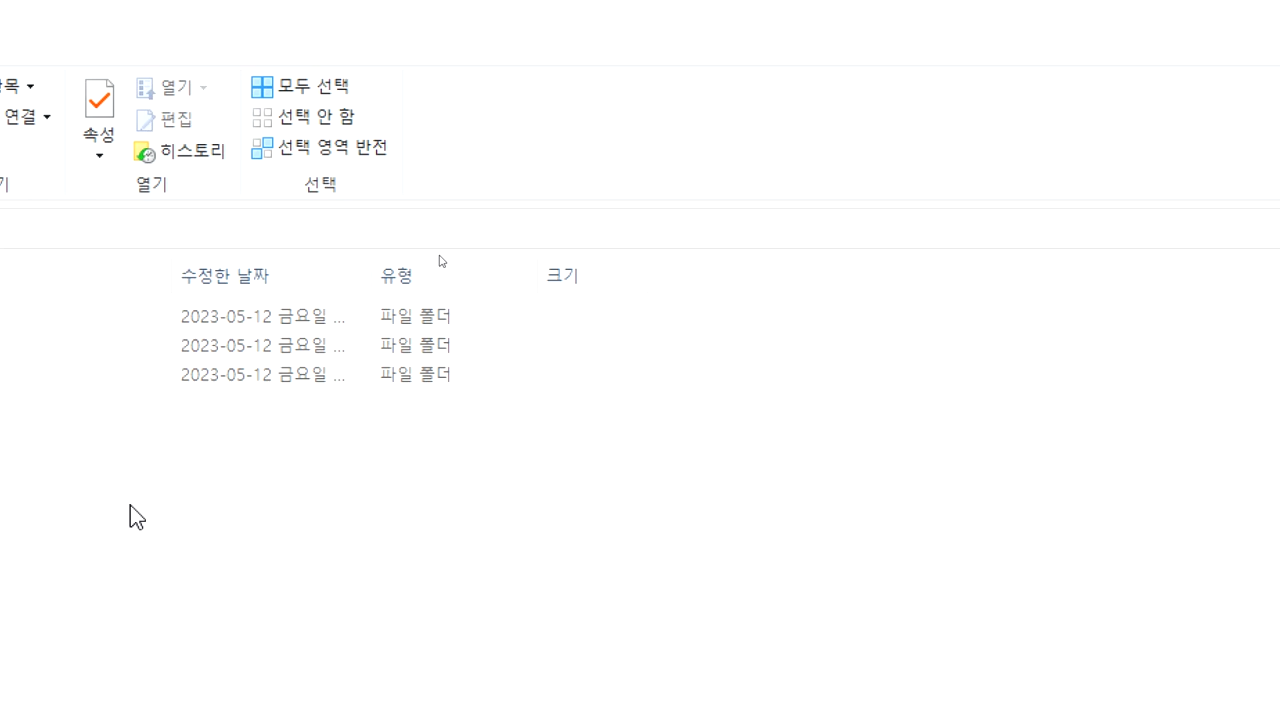 열기
모두 선택
연결
편집
선택 안 함
속성
히스토리
선택 영역 반전
열기
선택
수정한 날짜 유형 크기
2023-05-12 금요일 ... 파일 폴더
2023-05-12 금요일 ... 파일 폴더
2023-05-12 금요일 ... 파일 폴더